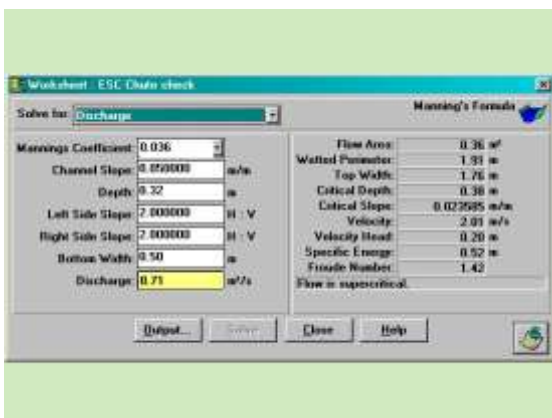 Worksheet : ESC Chute check
Solve for: Discharge
Manning's Formula
Mannings Coefficient: 0.036
Channel Slope: 0.050000 m/m
Depth: 0.32 m
Left Side Slope: 2.000000 H : V
Right Side Slope: 2.000000 H : V
Bottom Width: 0.50 m
Discharge: 0.71 m³/s
Flow Area: 0.36 m²
Wetted Perimeter: 1.91 m
Top Width: 1.76 m
Critical Depth: 0.38 m
Critical Slope: 0.023585 m/m
Velocity: 2.01 m/s
Velocity Head: 0.20 m
Specific Energy: 0.52 m
Froude Number: 1.42
Flow is supercritical.
Output... Solve Close Help